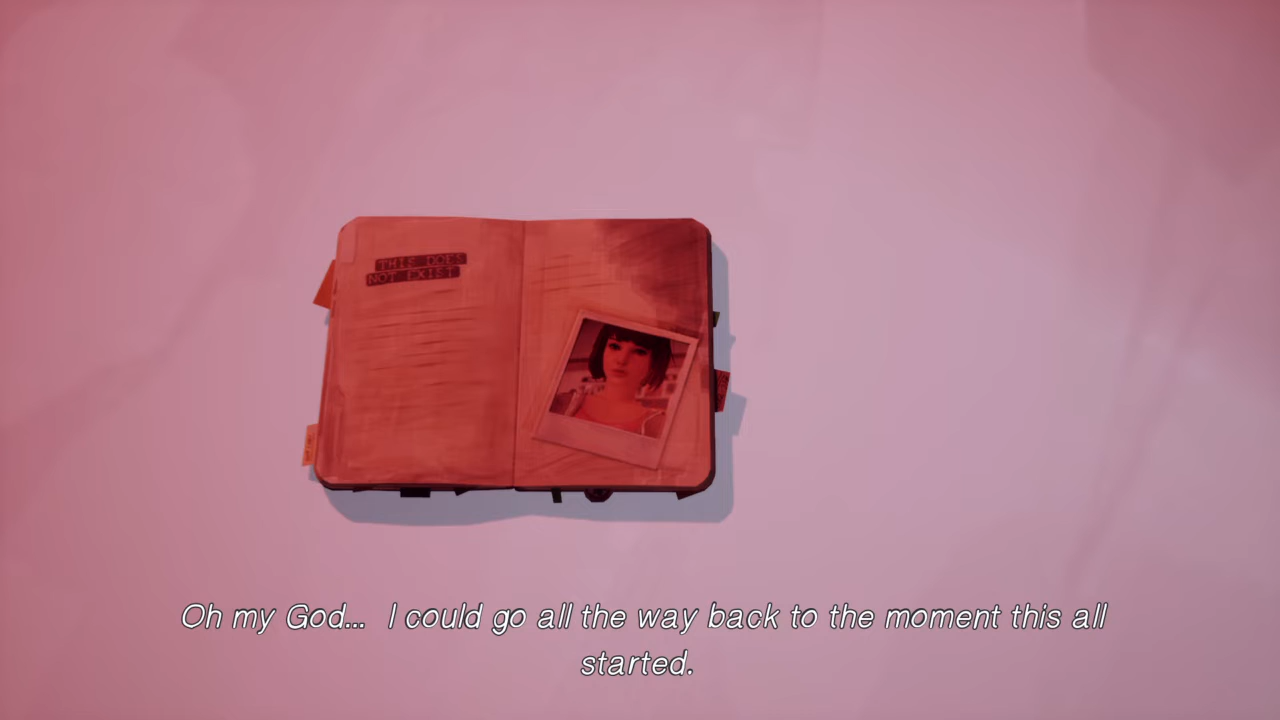 THIS DOES
NOT EXIST
Oh my God... I could go all the way back to the moment this all
started.